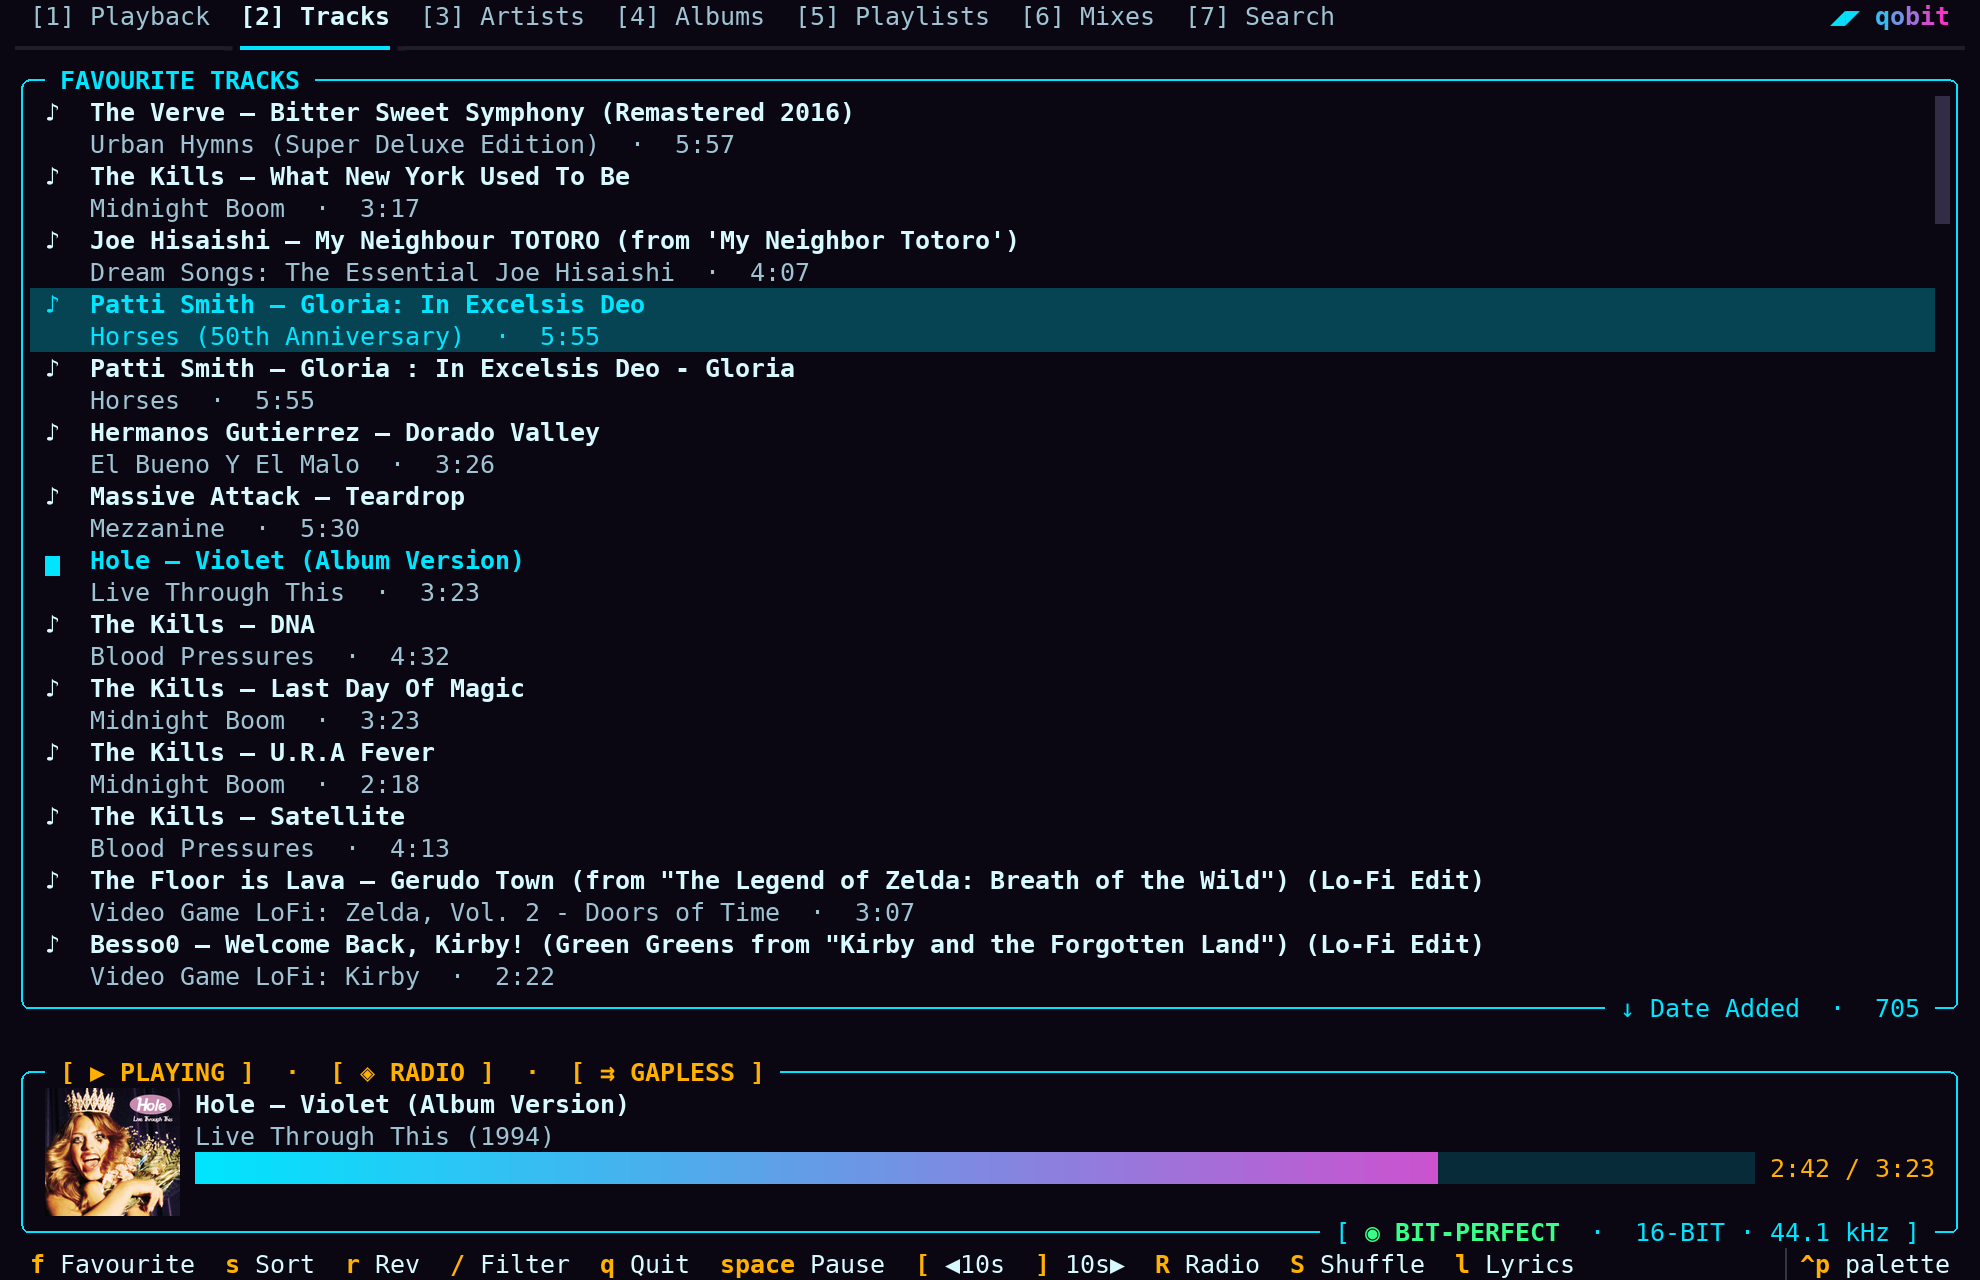 [1] Playback [2] Tracks [3] Artists [4] Albums [5] Playlists [6] Mixes [7] Search ◢◤ qobit
FAVOURITE TRACKS
♪ The Verve — Bitter Sweet Symphony (Remastered 2016)
Urban Hymns (Super Deluxe Edition) · 5:57
♪ The Kills — What New York Used To Be
Midnight Boom · 3:17
♪ Joe Hisaishi — My Neighbour TOTORO (from 'My Neighbor Totoro')
Dream Songs: The Essential Joe Hisaishi · 4:07
♪ Patti Smith — Gloria: In Excelsis Deo
Horses (50th Anniversary) · 5:55
♪ Patti Smith — Gloria : In Excelsis Deo - Gloria
Horses · 5:55
♪ Hermanos Gutierrez — Dorado Valley
El Bueno Y El Malo · 3:26
♪ Massive Attack — Teardrop
Mezzanine · 5:30
Hole — Violet (Album Version)
Live Through This · 3:23
♪ The Kills — DNA
Blood Pressures · 4:32
♪ The Kills — Last Day Of Magic
Midnight Boom · 3:23
♪ The Kills — U.R.A Fever
Midnight Boom · 2:18
♪ The Kills — Satellite
Blood Pressures · 4:13
♪ The Floor is Lava — Gerudo Town (from "The Legend of Zelda: Breath of the Wild") (Lo-Fi Edit)
Video Game LoFi: Zelda, Vol. 2 - Doors of Time · 3:07
♪ Besso0 — Welcome Back, Kirby! (Green Greens from "Kirby and the Forgotten Land") (Lo-Fi Edit)
Video Game LoFi: Kirby · 2:22
↓ Date Added · 705
[ ▶ PLAYING ] · [ ◈ RADIO ] · [ ⇉ GAPLESS ]
Hole
Live Through This
Hole — Violet (Album Version)
Live Through This (1994)
2:42 / 3:23
[ ◉ BIT-PERFECT · 16-BIT · 44.1 kHz ]
f Favourite s Sort r Rev / Filter q Quit space Pause [ ◀10s ] 10s▶ R Radio S Shuffle l Lyrics ^p palette